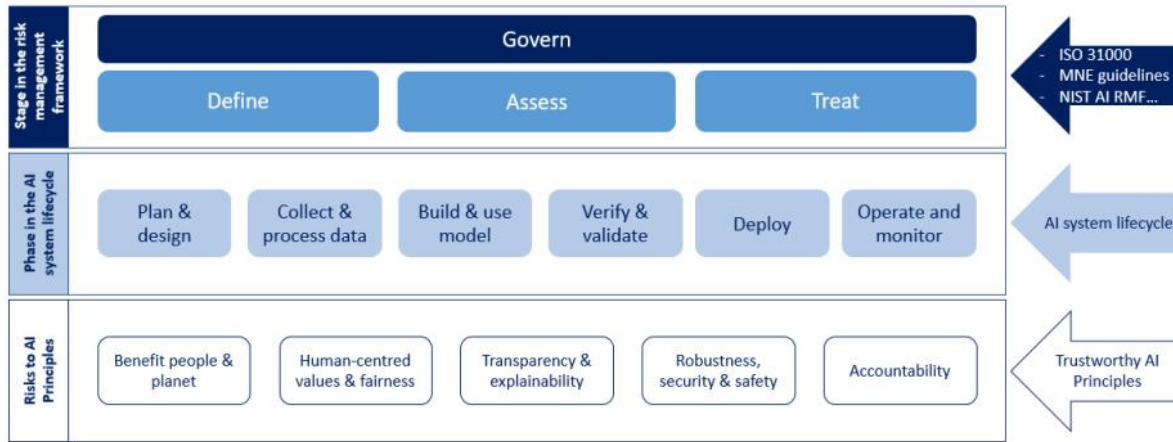 Stage in the risk
management
framework
Govern
Define
Assess
Treat
- ISO 31000
- MNE guidelines
- NIST AI RMF...
Phase in the AI
system lifecycle
Plan &
design
Collect &
process data
Build & use
model
Verify &
validate
Deploy
Operate and
monitor
AI system lifecycle
Risks to AI
Principles
Benefit people &
planet
Human-centred
values & fairness
Transparency &
explainability
Robustness,
security & safety
Accountability
Trustworthy AI
Principles